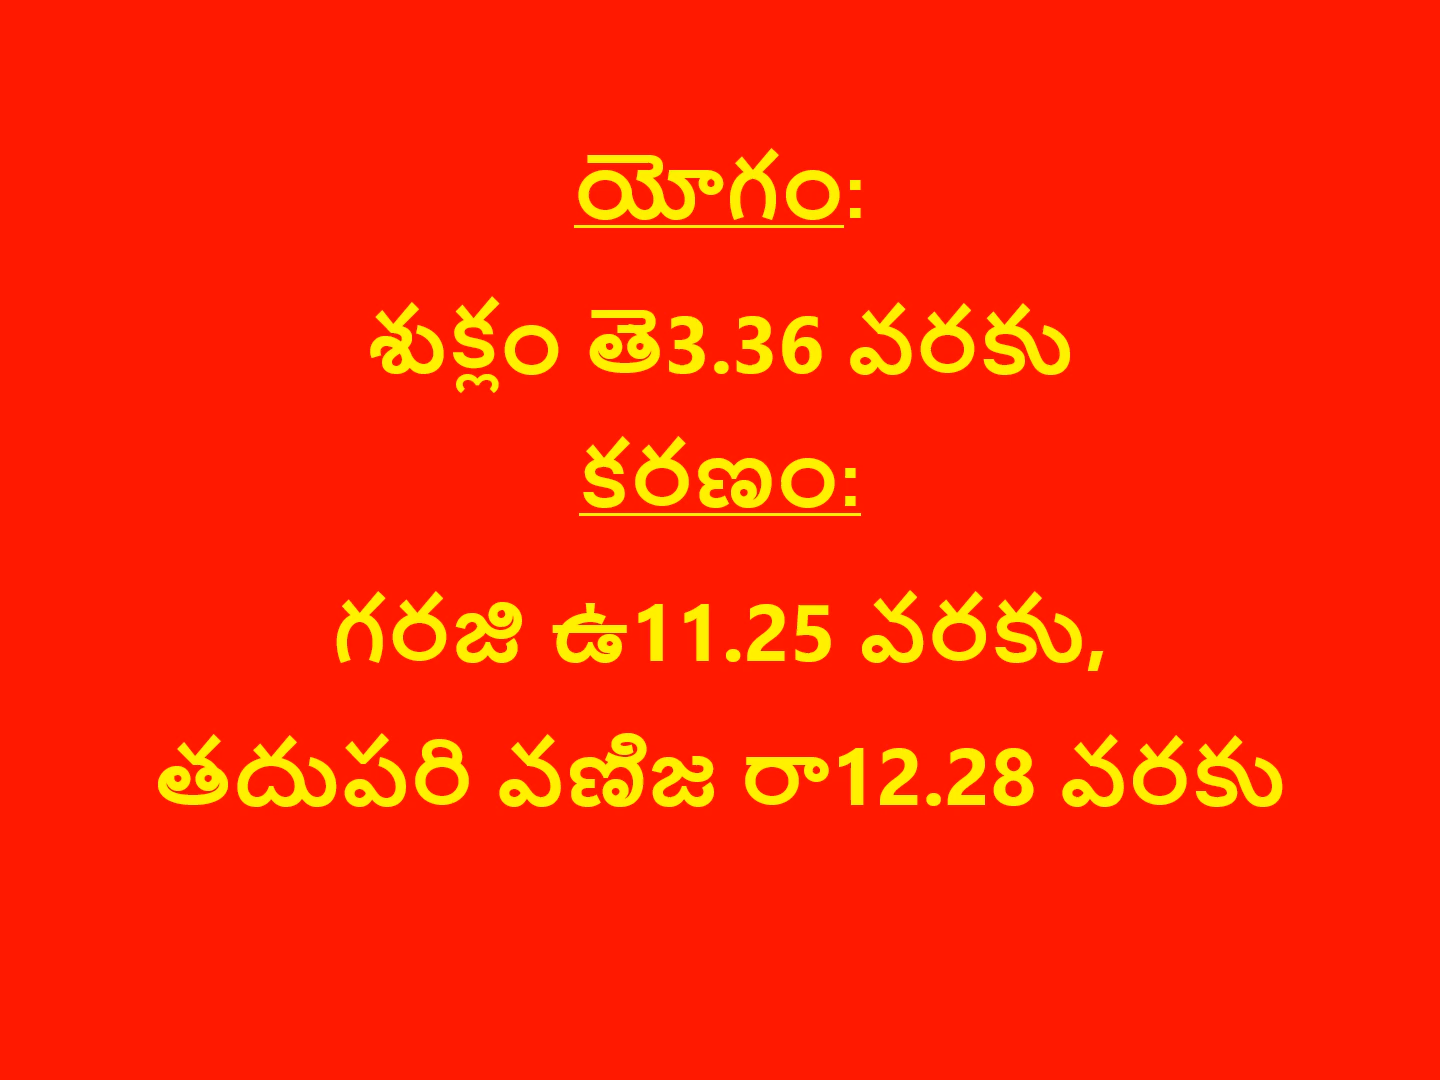 యోగం:
శుక్లం తె3.36 వరకు
కరణం:
గరజి ఉ11.25 వరకు,
తదుపరి వణిజ రా12.28 వరకు